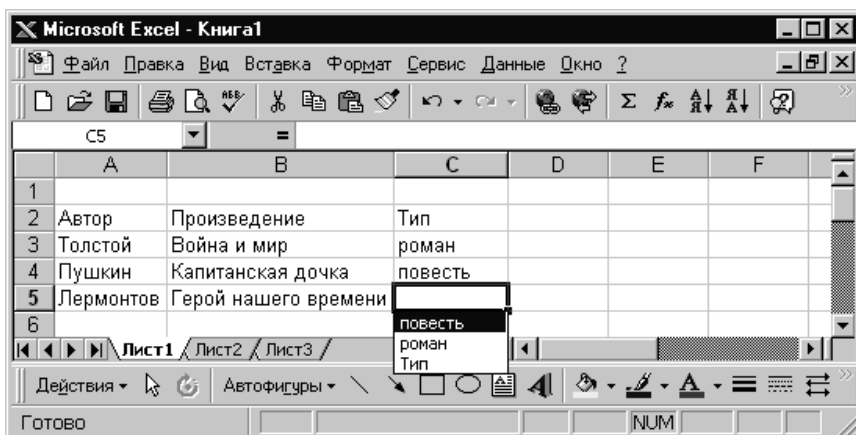 Microsoft Excel - Книга1
Файл Правка Вид Вставка Формат Сервис Данные Окно ?
C5 =
A B C D E F
1
2 Автор Произведение Тип
3 Толстой Война и мир роман
4 Пушкин Капитанская дочка повесть
5 Лермонтов Герой нашего времени
6 повесть
роман
Тип
Лист1 Лист2 Лист3
Действия Автофигуры
Готово NUM